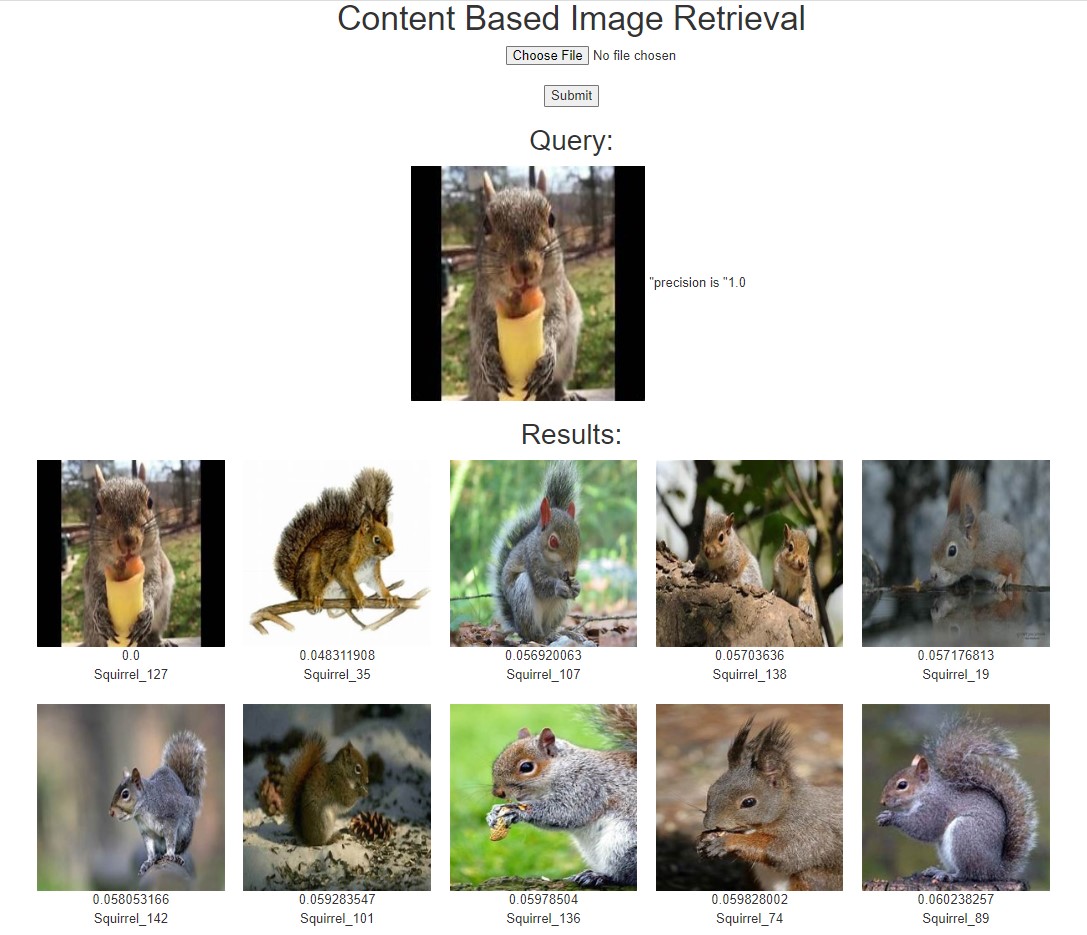 Content Based Image Retrieval
Choose File No file chosen
Submit
Query:
"precision is "1.0
Results:
0.0 0.048311908 0.056920063 0.05703636 0.057176813
Squirrel_127 Squirrel_35 Squirrel_107 Squirrel_138 Squirrel_19
0.058053166 0.059283547 0.05978504 0.059828002 0.060238257
Squirrel_142 Squirrel_101 Squirrel_136 Squirrel_74 Squirrel_89